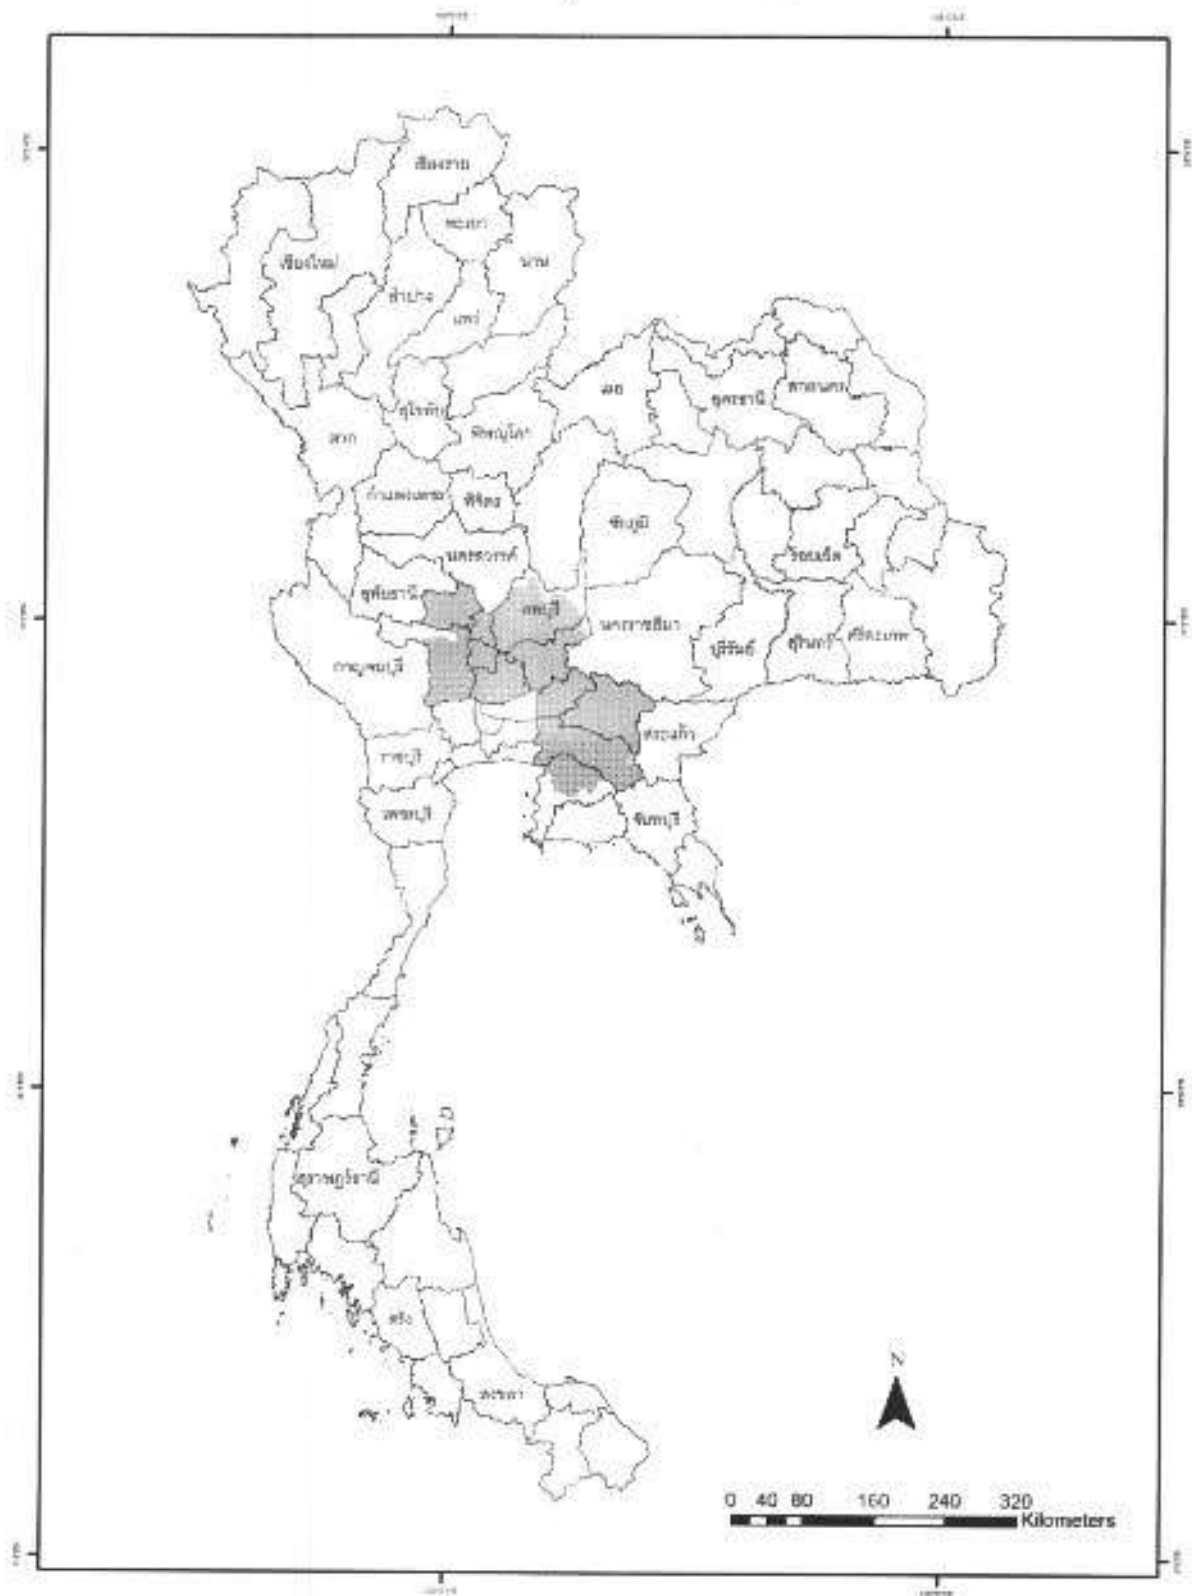 เชียงราย
พะเยา
เชียงใหม่
น่าน
ลำปาง
แพร่
เลย
อุดรธานี
สกลนคร
สุโขทัย
ตาก
พิษณุโลก
กำแพงเพชร
พิจิตร
ชัยภูมิ
นครสวรรค์
ร้อยเอ็ด
อุทัยธานี
ลพบุรี
นครราชสีมา
บุรีรัมย์
สุรินทร์
ศรีสะเกษ
กาญจนบุรี
สระแก้ว
ราชบุรี
เพชรบุรี
จันทบุรี
สุราษฎร์ธานี
ตรัง
สงขลา
N
0 40 80 160 240 320
Kilometers